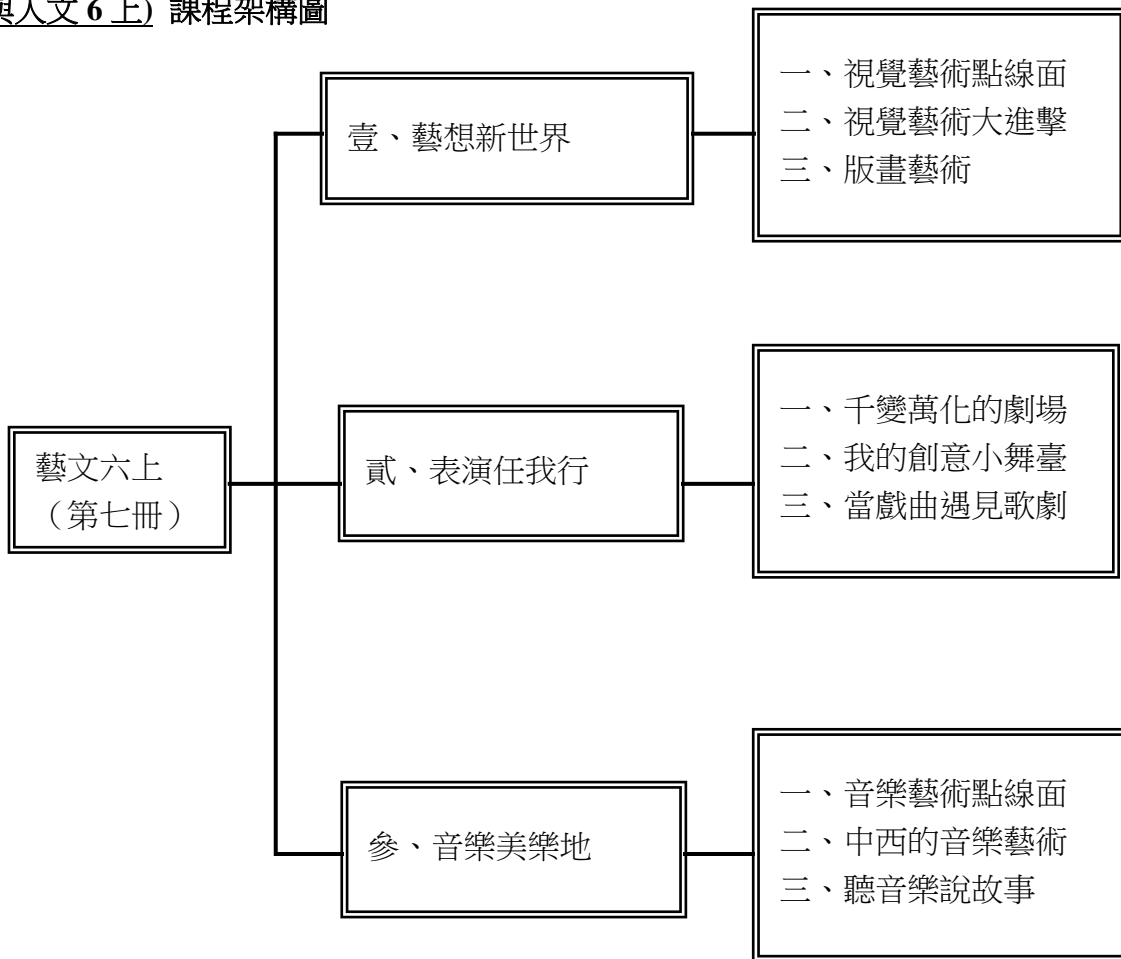 與人文 6 上) 課程架構圖
壹、藝想新世界
一、視覺藝術點線面
二、視覺藝術大進擊
三、版畫藝術
藝文六上
（第七冊）
貳、表演任我行
一、千變萬化的劇場
二、我的創意小舞臺
三、當戲曲遇見歌劇
參、音樂美樂地
一、音樂藝術點線面
二、中西的音樂藝術
三、聽音樂說故事